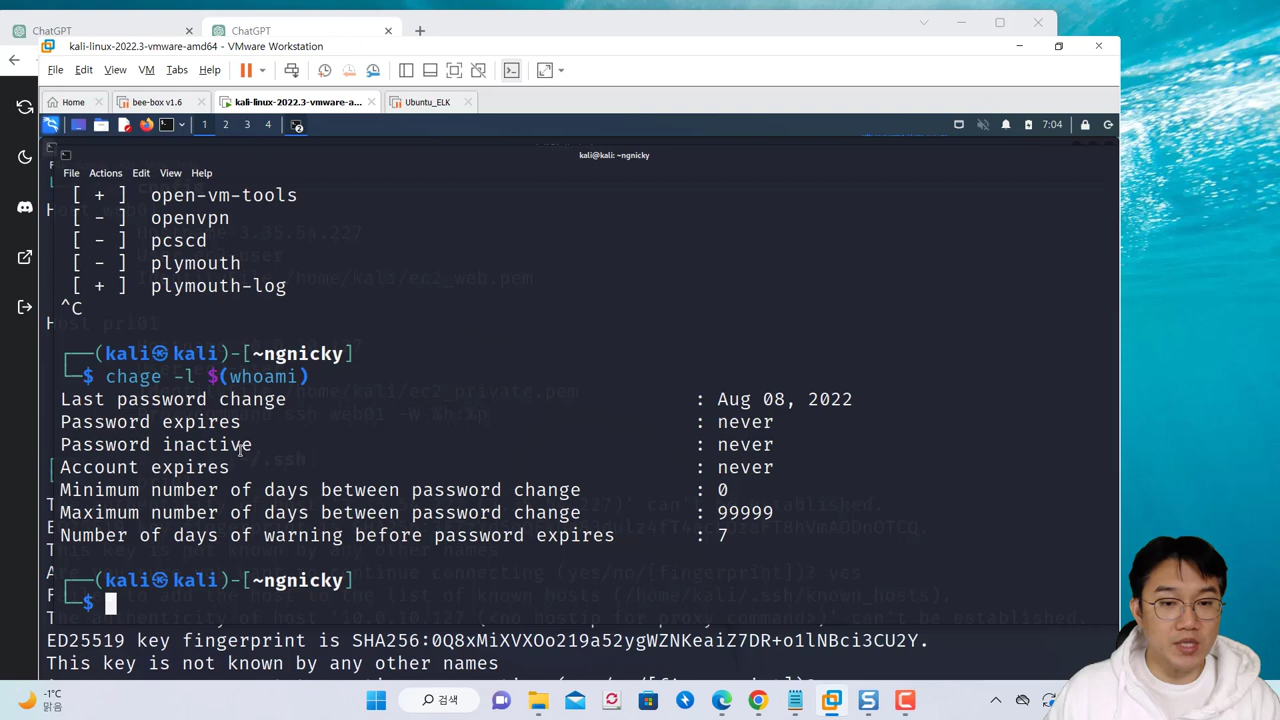 ChatGPT
ChatGPT
kali-linux-2022.3-vmware-amd64 - VMware Workstation
File Edit View VM Tabs Help
Home
bee-box v1.6
kali-linux-2022.3-vmware-a...
Ubuntu_ELK
1 2 3 4
7:04
kali@kali: ~ngnicky
File Actions Edit View Help
[ + ] open-vm-tools
[ - ] openvpn
[ - ] pcscd
[ - ] plymouth
[ + ] plymouth-log
^C
┌──(kali㉿kali)-[~ngnicky]
└─$ chage -l $(whoami)
Last password change : Aug 08, 2022
Password expires : never
Password inactive : never
Account expires : never
Minimum number of days between password change : 0
Maximum number of days between password change : 99999
Number of days of warning before password expires : 7
┌──(kali㉿kali)-[~ngnicky]
└─$
ED25519 key fingerprint is SHA256:0Q8xMiXVXOo219a52ygWZNKeaiZ7DR+o1lNBci3CU2Y.
This key is not known by any other names
-1°C
맑음
검색